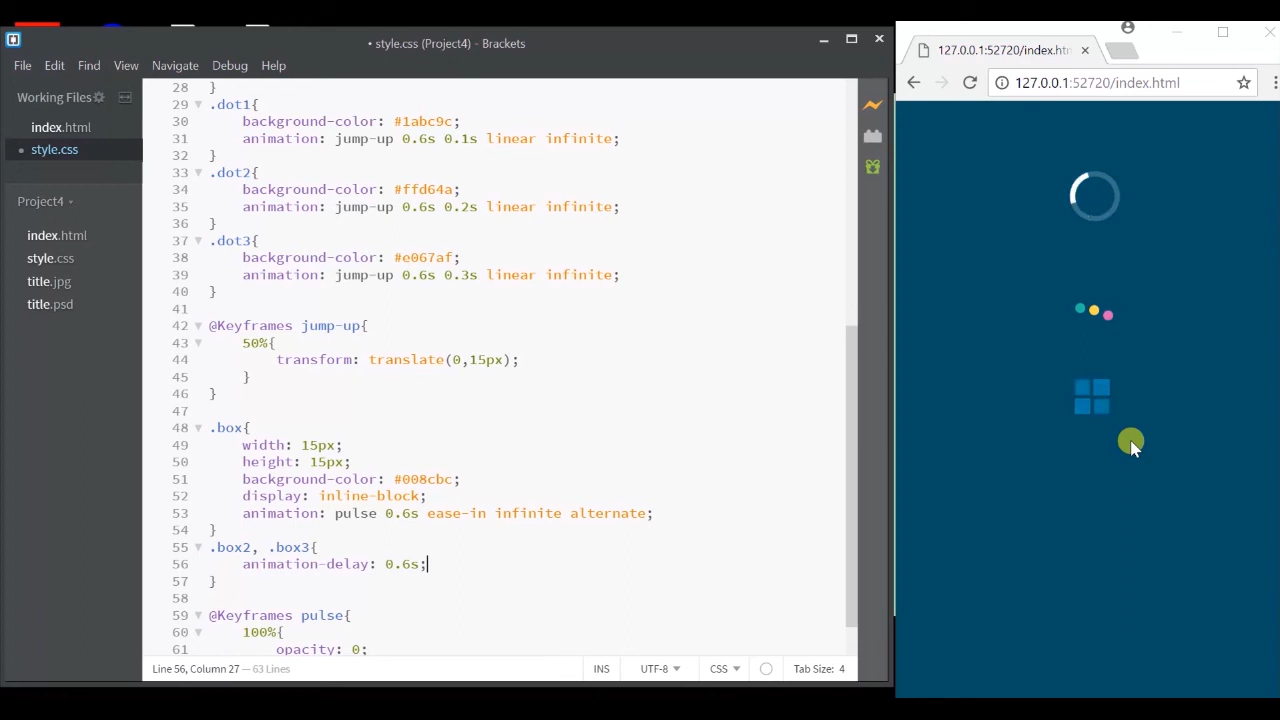 • style.css (Project4) - Brackets
File Edit Find View Navigate Debug Help
Working Files
index.html
• style.css
Project4
index.html
style.css
title.jpg
title.psd
28 }
29 .dot1{
30 background-color: #1abc9c;
31 animation: jump-up 0.6s 0.1s linear infinite;
32 }
33 .dot2{
34 background-color: #ffd64a;
35 animation: jump-up 0.6s 0.2s linear infinite;
36 }
37 .dot3{
38 background-color: #e067af;
39 animation: jump-up 0.6s 0.3s linear infinite;
40 }
41
42 @Keyframes jump-up{
43 50%{
44 transform: translate(0,15px);
45 }
46 }
47
48 .box{
49 width: 15px;
50 height: 15px;
51 background-color: #008cbc;
52 display: inline-block;
53 animation: pulse 0.6s ease-in infinite alternate;
54 }
55 .box2, .box3{
56 animation-delay: 0.6s;
57 }
58
59 @Keyframes pulse{
60 100%{
61 opacity: 0;
Line 56, Column 27 — 63 Lines
INS UTF-8 CSS Tab Size: 4
127.0.0.1:52720/index.htm
127.0.0.1:52720/index.html